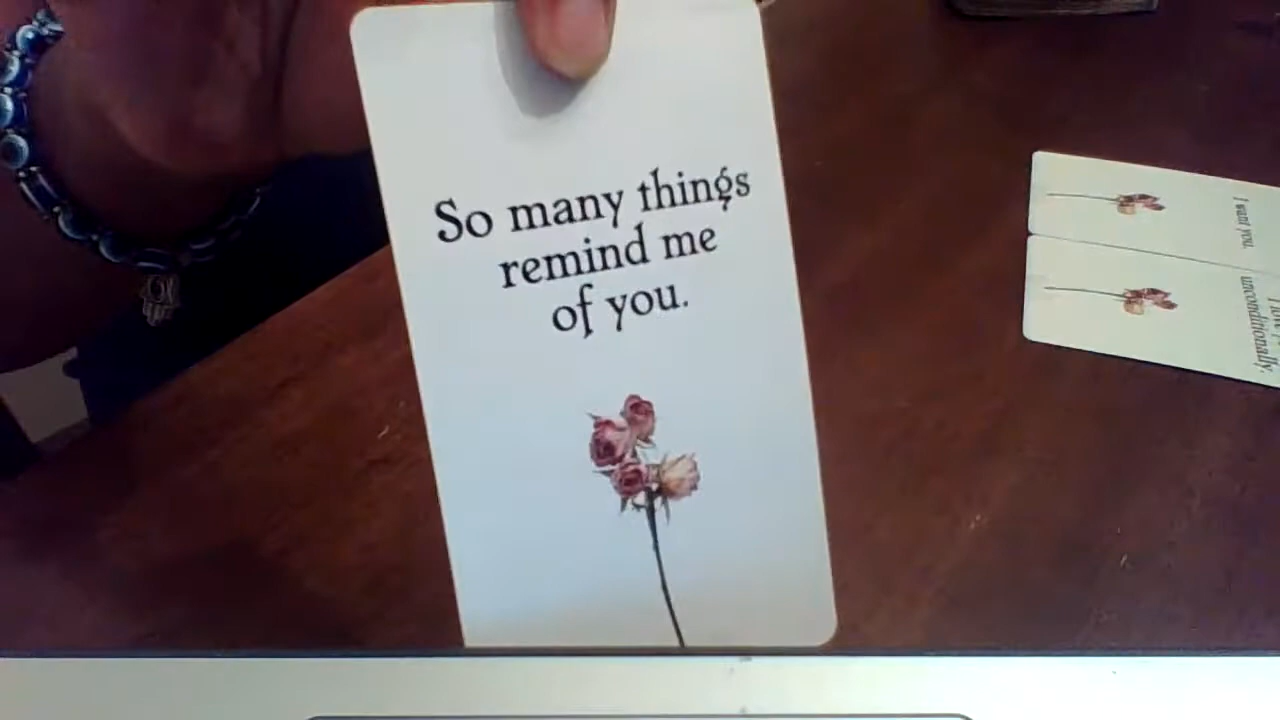 So many things
remind me
of you.
I want you.
unconditionally.